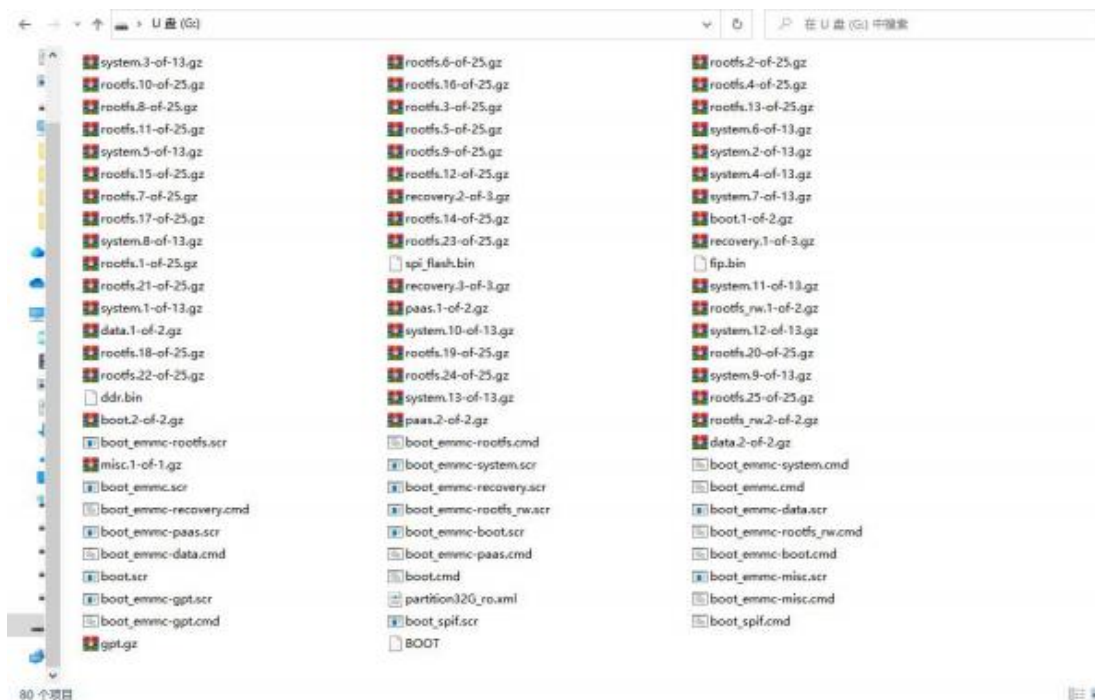 U 盘 (G:)
在 U 盘 (G:) 中搜索
system.3-of-13.gz rootfs.6-of-25.gz rootfs.2-of-25.gz
rootfs.10-of-25.gz rootfs.16-of-25.gz rootfs.4-of-25.gz
rootfs.8-of-25.gz rootfs.3-of-25.gz rootfs.13-of-25.gz
rootfs.11-of-25.gz rootfs.5-of-25.gz system.6-of-13.gz
system.5-of-13.gz rootfs.9-of-25.gz system.2-of-13.gz
rootfs.15-of-25.gz rootfs.12-of-25.gz system.4-of-13.gz
rootfs.7-of-25.gz recovery.2-of-3.gz system.7-of-13.gz
rootfs.17-of-25.gz rootfs.14-of-25.gz boot.1-of-2.gz
system.8-of-13.gz rootfs.23-of-25.gz recovery.1-of-3.gz
rootfs.1-of-25.gz spi_flash.bin fip.bin
rootfs.21-of-25.gz recovery.3-of-3.gz system.11-of-13.gz
system.1-of-13.gz paas.1-of-2.gz rootfs_rw.1-of-2.gz
data.1-of-2.gz system.10-of-13.gz system.12-of-13.gz
rootfs.18-of-25.gz rootfs.19-of-25.gz rootfs.20-of-25.gz
rootfs.22-of-25.gz rootfs.24-of-25.gz system.9-of-13.gz
ddr.bin system.13-of-13.gz rootfs.25-of-25.gz
boot.2-of-2.gz paas.2-of-2.gz rootfs_rw.2-of-2.gz
boot_emmc-rootfs.scr boot_emmc-rootfs.cmd data.2-of-2.gz
misc.1-of-1.gz boot_emmc-system.scr boot_emmc-system.cmd
boot_emmc.scr boot_emmc-recovery.scr boot_emmc.cmd
boot_emmc-recovery.cmd boot_emmc-rootfs_rw.scr boot_emmc-data.scr
boot_emmc-paas.scr boot_emmc-boot.scr boot_emmc-rootfs_rw.cmd
boot_emmc-data.cmd boot_emmc-paas.cmd boot_emmc-boot.cmd
boot.scr boot.cmd boot_emmc-misc.scr
boot_emmc-gpt.scr partition32G_ro.xml boot_emmc-misc.cmd
boot_emmc-gpt.cmd boot_spif.scr boot_spif.cmd
gpt.gz BOOT
80 个项目